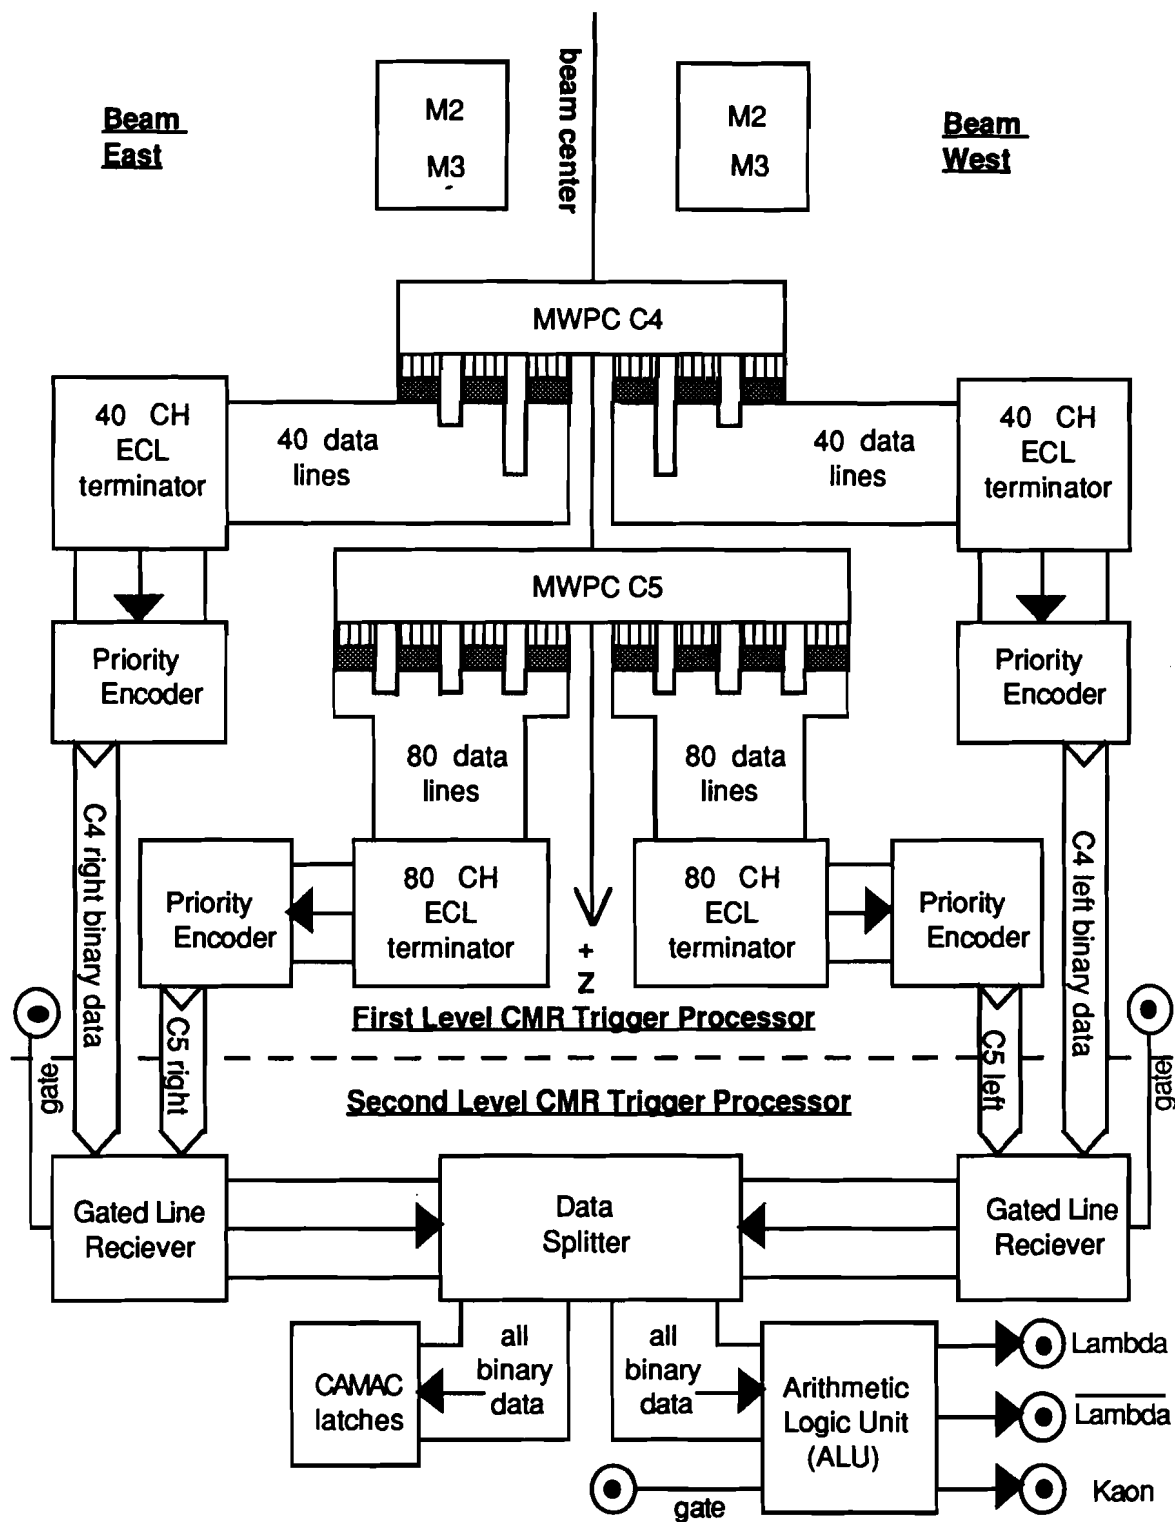 beam center
Beam
East
M2
M3
M2
M3
Beam
West
MWPC C4
40 CH
ECL
terminator
40 data
lines
40 data
lines
40 CH
ECL
terminator
MWPC C5
Priority
Encoder
Priority
Encoder
80 data
lines
80 data
lines
C4 right binary data
C4 left binary data
Priority
Encoder
80 CH
ECL
terminator
80 CH
ECL
terminator
Priority
Encoder
+
Z
First Level CMR Trigger Processor
gate
C5 right
C5 left
gate
Second Level CMR Trigger Processor
Gated Line
Reciever
Data
Splitter
Gated Line
Reciever
CAMAC
latches
all
binary
data
all
binary
data
Arithmetic
Logic Unit
(ALU)
Lambda
L̅a̅m̅b̅d̅a̅
Kaon
gate